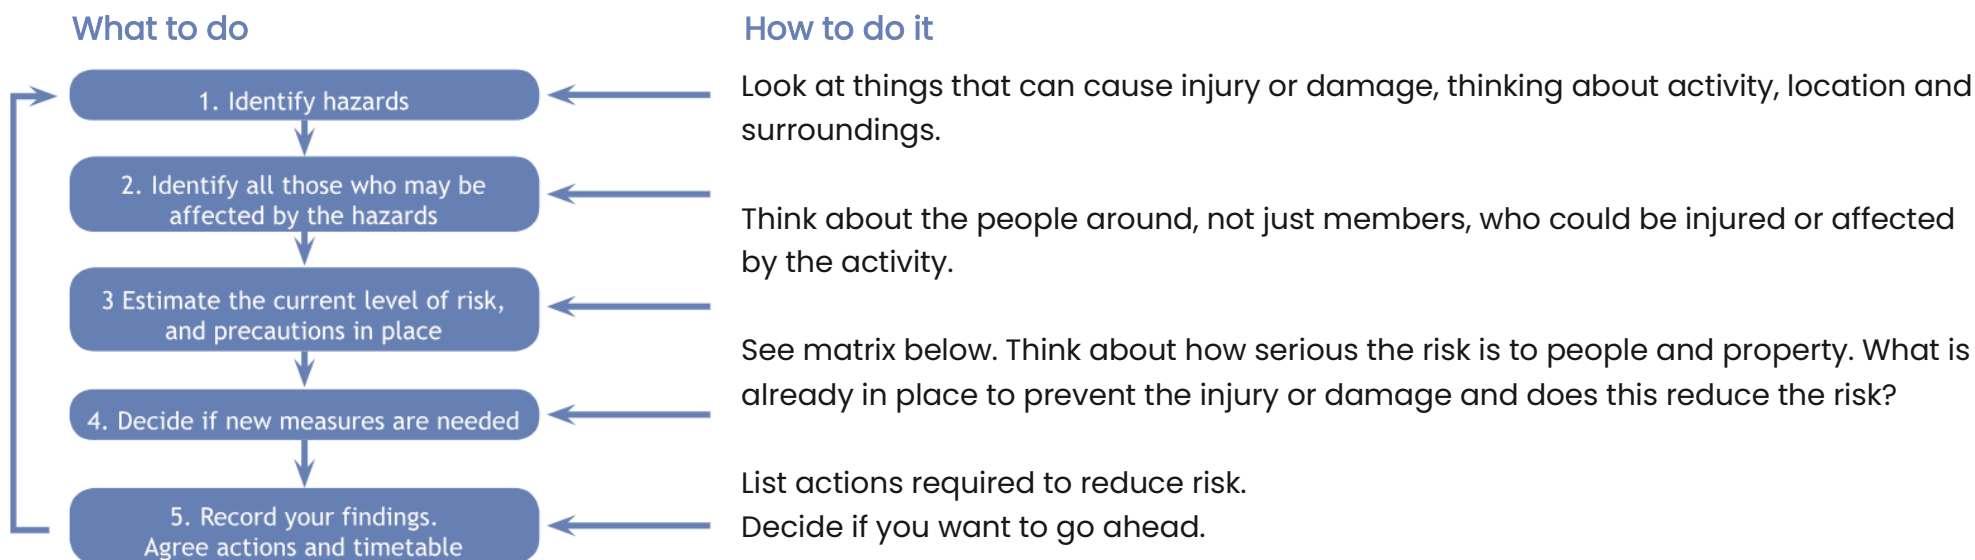 What to do
How to do it
1. Identify hazards
Look at things that can cause injury or damage, thinking about activity, location and
surroundings.
2. Identify all those who may be
affected by the hazards
Think about the people around, not just members, who could be injured or affected
by the activity.
3 Estimate the current level of risk,
and precautions in place
See matrix below. Think about how serious the risk is to people and property. What is
already in place to prevent the injury or damage and does this reduce the risk?
4. Decide if new measures are needed
List actions required to reduce risk.
Decide if you want to go ahead.
5. Record your findings.
Agree actions and timetable